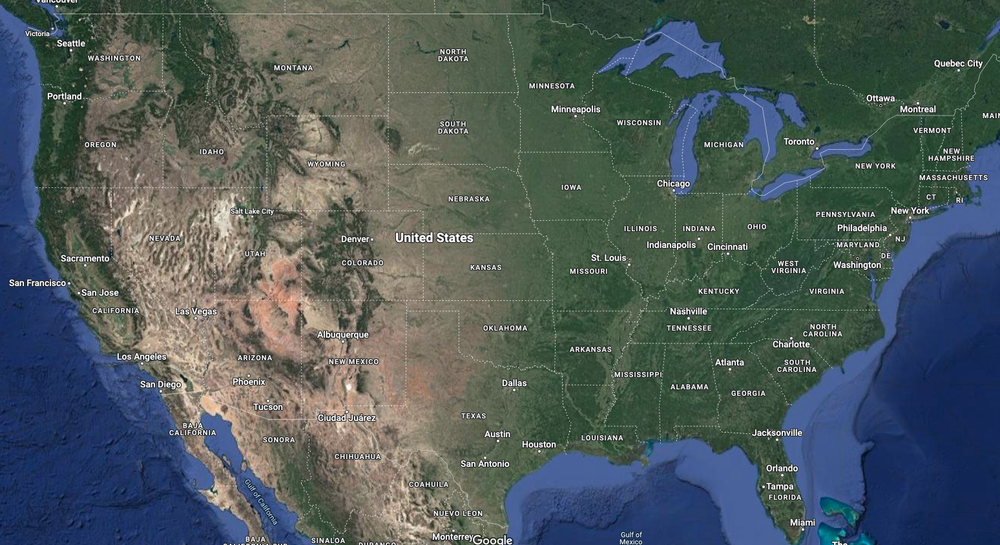 Vancouver
Victoria
Seattle
WASHINGTON
Portland
OREGON
IDAHO
MONTANA
NORTH
DAKOTA
SOUTH
DAKOTA
MINNESOTA
Minneapolis
WISCONSIN
MICHIGAN
Toronto
Ottawa
Montreal
Quebec City
MAIN
VERMONT
NEW
HAMPSHIRE
NEW YORK
MASSACHUSETTS
CT
RI
WYOMING
NEBRASKA
IOWA
Chicago
Salt Lake City
NEVADA
UTAH
Denver
COLORADO
United States
KANSAS
ILLINOIS
INDIANA
OHIO
Indianapolis
Cincinnati
PENNSYLVANIA
New York
Philadelphia
NJ
MARYLAND
DE
Washington
St. Louis
MISSOURI
WEST
VIRGINIA
KENTUCKY
VIRGINIA
Sacramento
San Francisco
San Jose
CALIFORNIA
Las Vegas
Los Angeles
San Diego
ARIZONA
Phoenix
Tucson
Albuquerque
NEW MEXICO
OKLAHOMA
ARKANSAS
Nashville
TENNESSEE
NORTH
CAROLINA
Charlotte
SOUTH
CAROLINA
Atlanta
MISSISSIPPI
ALABAMA
GEORGIA
Dallas
TEXAS
Austin
Houston
San Antonio
LOUISIANA
Jacksonville
Orlando
Tampa
FLORIDA
Miami
Ciudad Juárez
BAJA
CALIFORNIA
SONORA
CHIHUAHUA
COAHUILA
NUEVO LEON
Monterrey
Gulf of California
BAJA
CALIFORNIA SUR
SINALOA
DURANGO
Google
Gulf of
Mexico
The